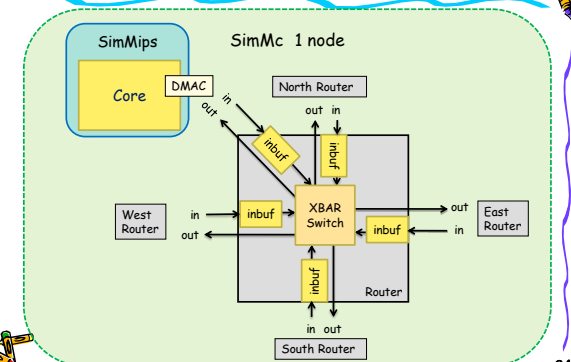 SimMips
SimMc 1 node
Core
DMAC
North Router
out
in
out in
inbuf
inbuf
West
Router
in
out
inbuf
XBAR
Switch
inbuf
out
in
East
Router
inbuf
Router
in out
South Router